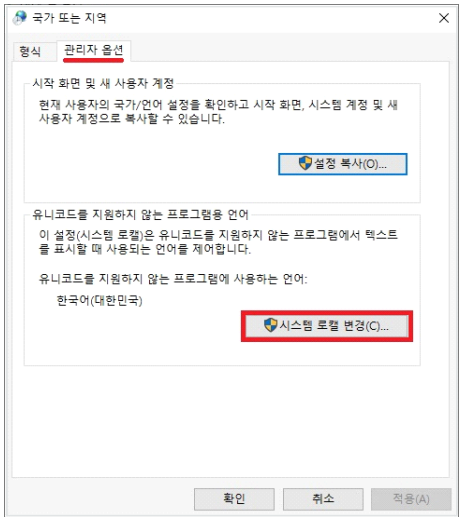 국가 또는 지역
형식
관리자 옵션
시작 화면 및 새 사용자 계정
현재 사용자의 국가/언어 설정을 확인하고 시작 화면, 시스템 계정 및 새
사용자 계정으로 복사할 수 있습니다.
설정 복사(O)...
유니코드를 지원하지 않는 프로그램용 언어
이 설정(시스템 로캘)은 유니코드를 지원하지 않는 프로그램에서 텍스트
를 표시할 때 사용되는 언어를 제어합니다.
유니코드를 지원하지 않는 프로그램에 사용하는 언어:
한국어(대한민국)
시스템 로캘 변경(C)...
확인
취소
적용(A)